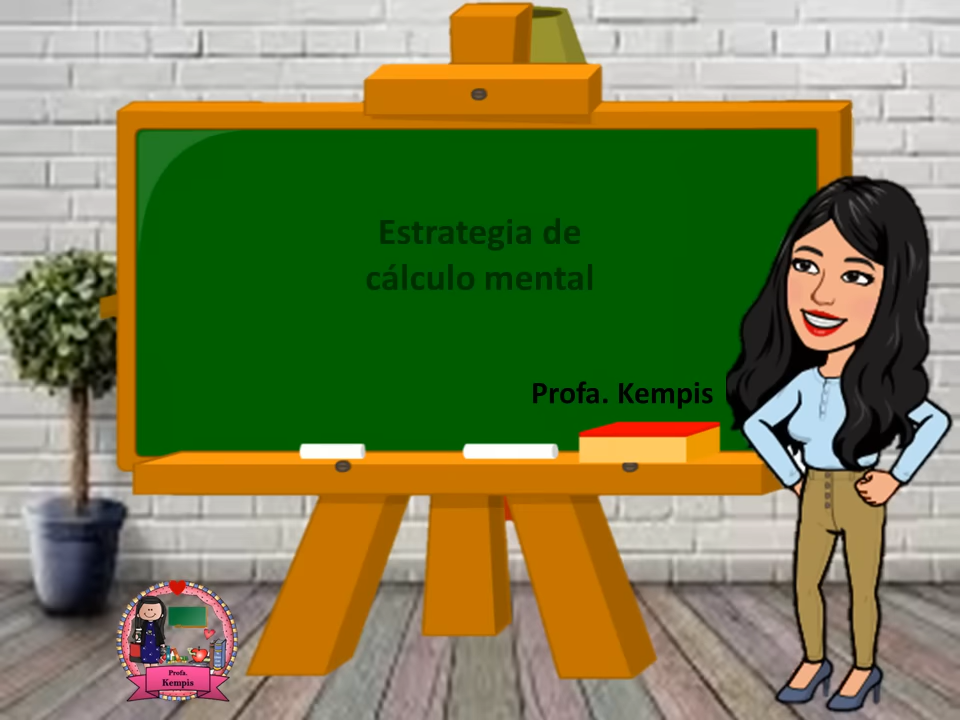 Estrategia de
cálculo mental
Profa. Kempis
Profa.
Kempis